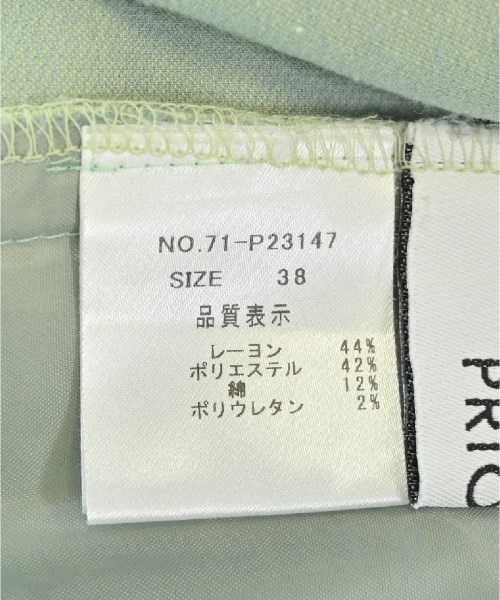 NO.71-P23147
SIZE 38
品質表示
レーヨン 44%
ポリエステル 42%
綿 12%
ポリウレタン 2%
PRIO